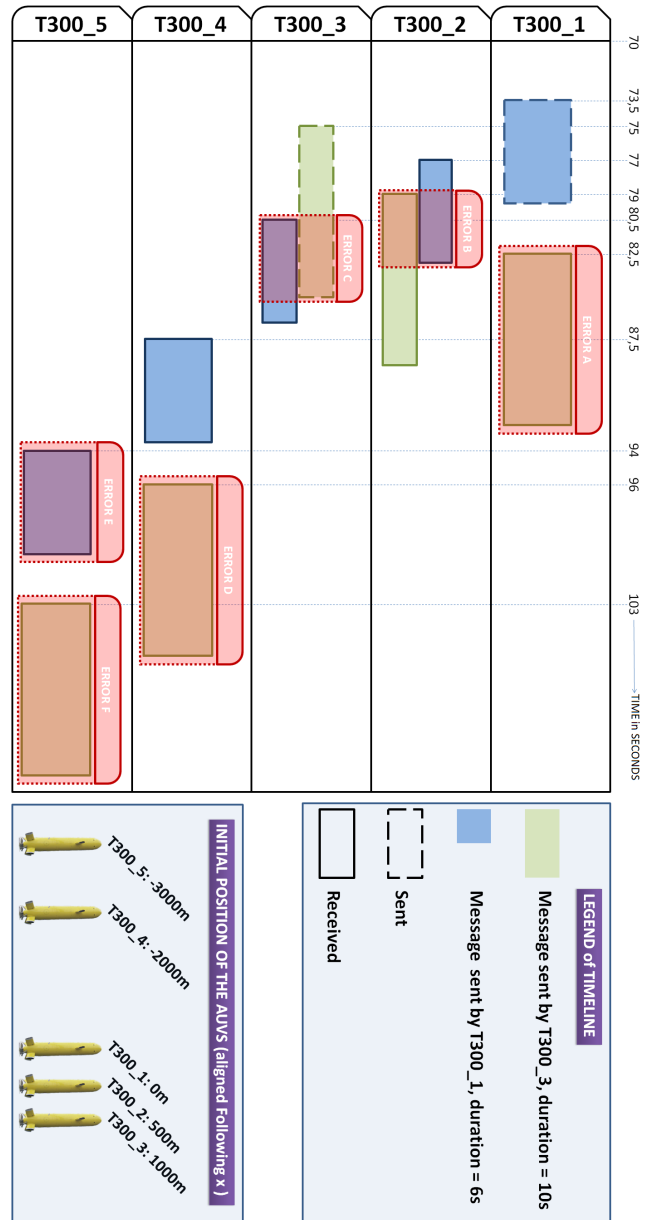 T300_1
T300_2
T300_3
T300_4
T300_5
70
73,5
75
77
79
80,5
82,5
87,5
94
96
103
TIME in SECONDS
ERROR A
ERROR B
ERROR C
ERROR D
ERROR E
ERROR F
LEGEND of TIMELINE
Message sent by T300_3, duration = 10s
Message sent by T300_1, duration = 6s
Sent
Received
INITIAL POSITION OF THE AUVS (aligned Following x )
T300_5: -3000m
T300_4: -2000m
T300_1: 0m
T300_2: 500m
T300_3: 1000m